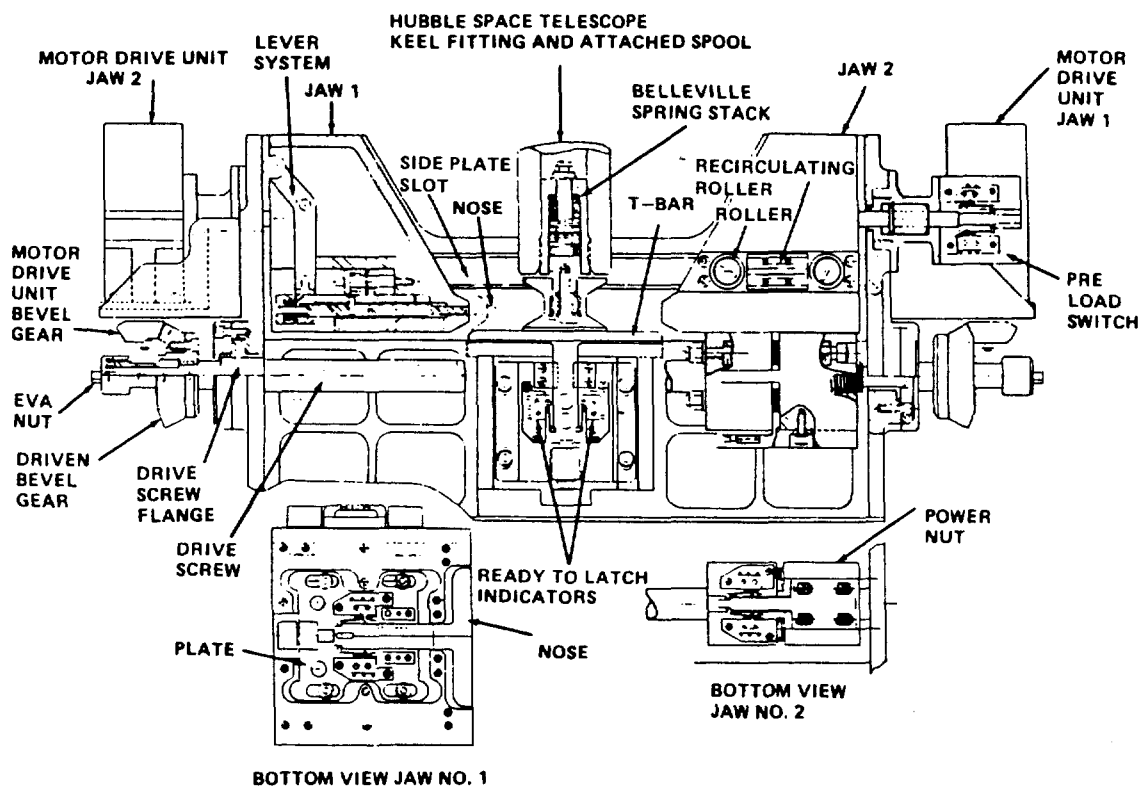 HUBBLE SPACE TELESCOPE
KEEL FITTING AND ATTACHED SPOOL
MOTOR DRIVE UNIT
JAW 2
LEVER
SYSTEM
JAW 1
BELLEVILLE
SPRING STACK
JAW 2
MOTOR
DRIVE
UNIT
JAW 1
SIDE PLATE
SLOT
NOSE
T-BAR
RECIRCULATING
ROLLER
ROLLER
MOTOR
DRIVE
UNIT
BEVEL
GEAR
PRE
LOAD
SWITCH
EVA
NUT
DRIVEN
BEVEL
GEAR
DRIVE
SCREW
FLANGE
DRIVE
SCREW
READY TO LATCH
INDICATORS
POWER
NUT
PLATE
NOSE
BOTTOM VIEW
JAW NO. 2
BOTTOM VIEW JAW NO. 1